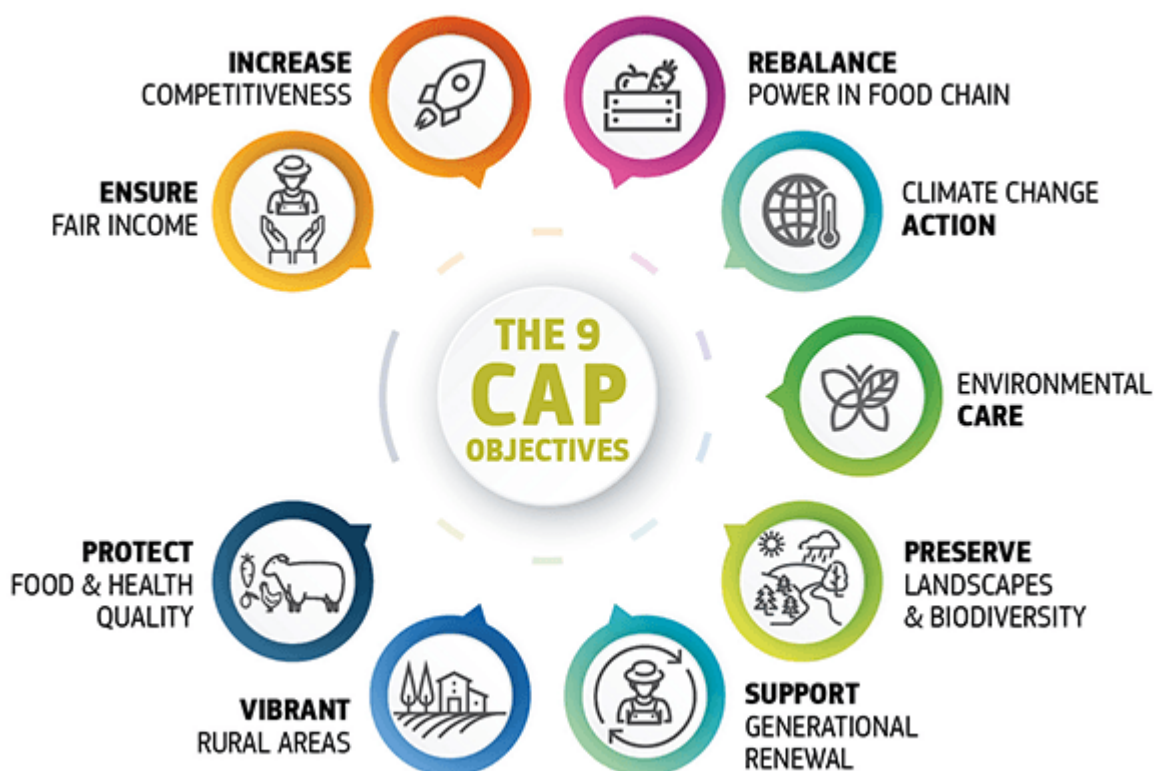 THE 9
CAP
OBJECTIVES
ENSURE
FAIR INCOME
INCREASE
COMPETITIVENESS
REBALANCE
POWER IN FOOD CHAIN
CLIMATE CHANGE
ACTION
ENVIRONMENTAL
CARE
PRESERVE
LANDSCAPES
& BIODIVERSITY
SUPPORT
GENERATIONAL
RENEWAL
VIBRANT
RURAL AREAS
PROTECT
FOOD & HEALTH
QUALITY